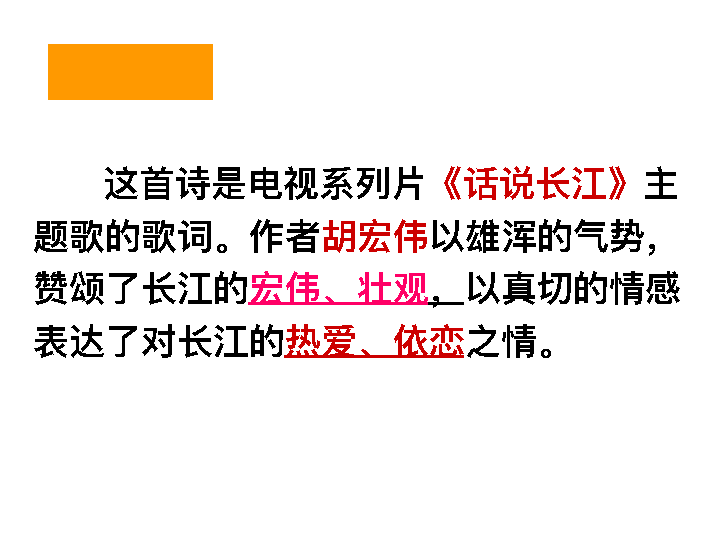 这首诗是电视系列片《话说长江》主
题歌的歌词。作者胡宏伟以雄浑的气势，
赞颂了长江的宏伟、壮观，以真切的情感
表达了对长江的热爱、依恋之情。